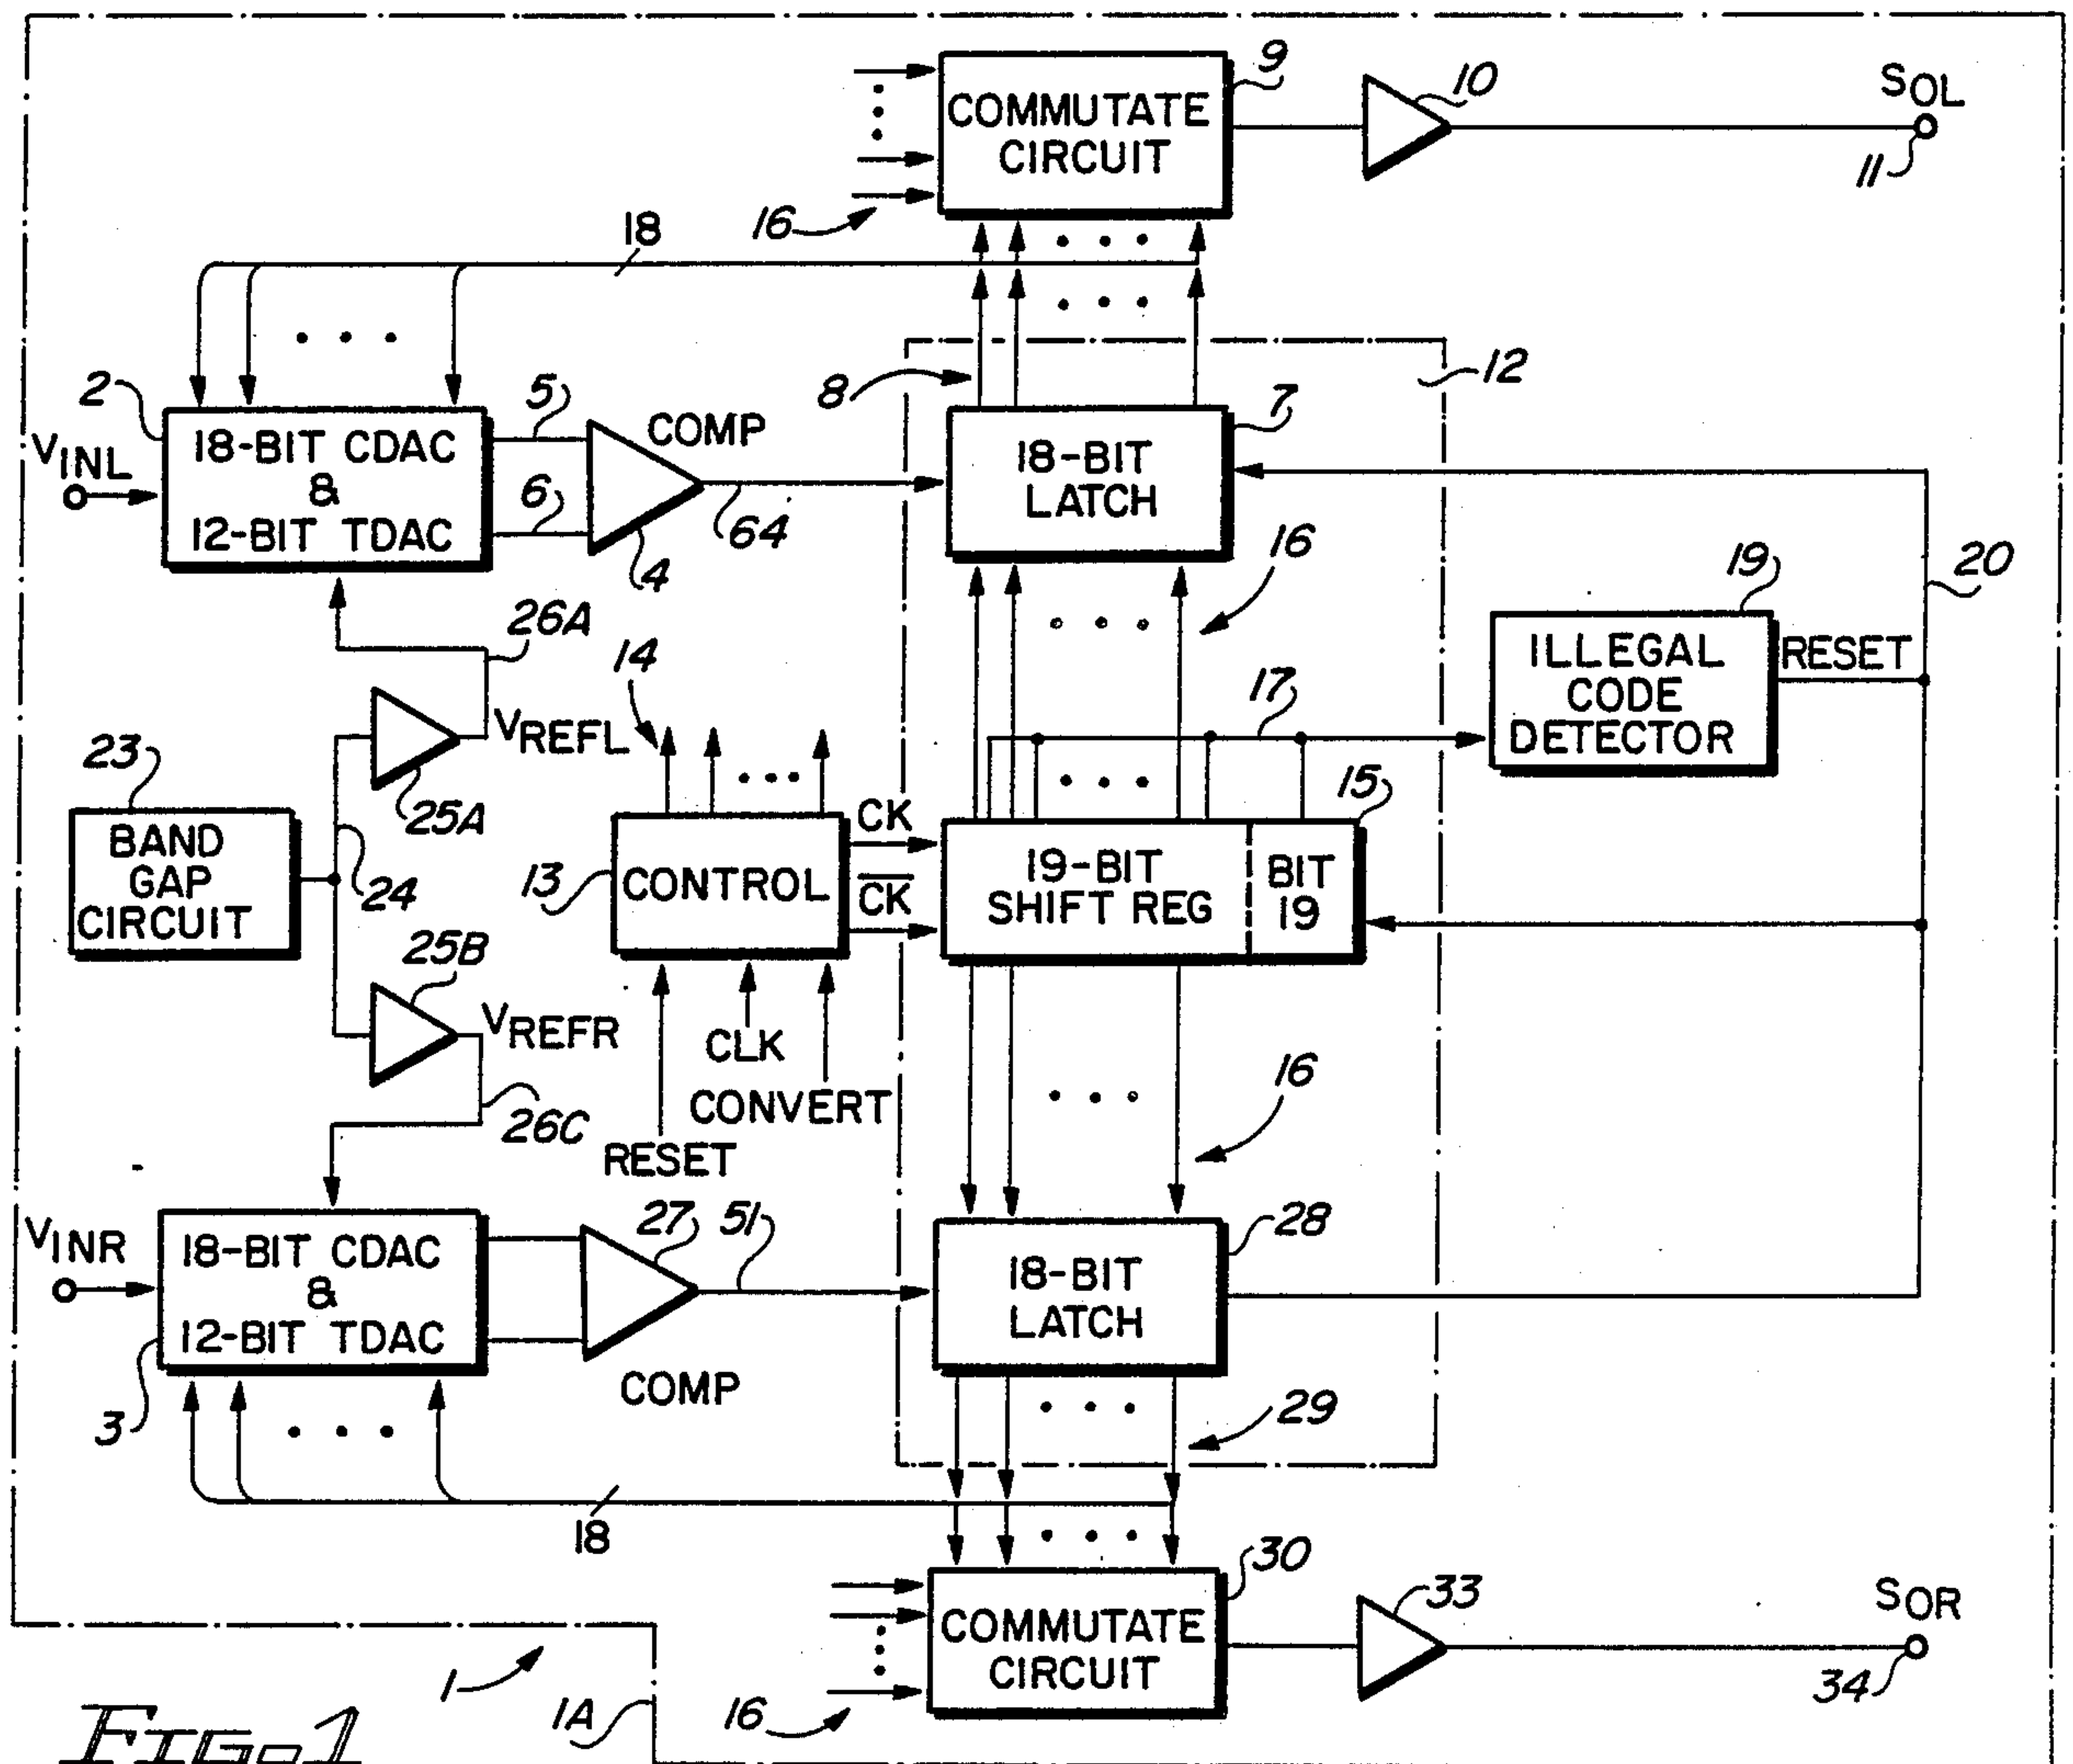 9
COMMUTATE
CIRCUIT
10
SOL
11
16
18
8
12
2
5
COMP
7
VINL
18-BIT CDAC
&
12-BIT TDAC
6
4
64
18-BIT
LATCH
16
19
20
26A
14
ILLEGAL
CODE
DETECTOR
RESET
17
VREFL
23
25A
15
BAND
GAP
CIRCUIT
24
13
CONTROL
CK
CK
19-BIT
SHIFT REG
BIT
19
25B
VREFR
CLK
CONVERT
RESET
26C
16
VINR
18-BIT CDAC
&
12-BIT TDAC
27
51
28
18-BIT
LATCH
3
COMP
29
18
30
COMMUTATE
CIRCUIT
33
SOR
34
16
1
1A
FIG. 1